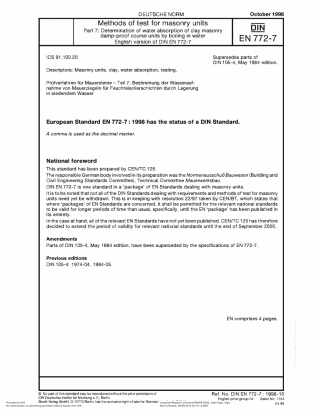 DEUTSCHE NORM
October 1998
Methods of test for masonry units
Part 7: Determination of water absorption of clay masonry
damp-proof course units by boiling in water
English version of DIN EN 772-7
DIN
EN 772-7
ICS 91.100.20
Supersedes parts of
DIN 105-4, May 1984 edition.
Descriptors: Masonry units, clay, water absorption, testing.
Prüfverfahren für Mauersteine – Teil 7: Bestimmung der Wasserauf-
nahme von Mauerziegeln für Feuchteisolierschichten durch Lagerung
in siedendem Wasser
European Standard EN 772-7 : 1998 has the status of a DIN Standard.
A comma is used as the decimal marker.
National foreword
This standard has been prepared by CEN/TC 125.
The responsible German body involved in its preparation was the Normenausschuß Bauwesen (Building and
Civil Engineering Standards Committee), Technical Committee Mauerwerksbau.
DIN EN 772-7 is one standard in a 'package' of EN Standards dealing with masonry units.
It is to be noted that not all of the DIN Standards dealing with requirements and methods of test for masonry
units need yet be withdrawn. This is in keeping with resolution 22/97 taken by CEN/BT, which states that
where 'packages' of EN Standards are concerned, it shall be permitted for the relevant national standards
to be valid for longer periods of time than usual, specifically, until the EN 'package' has been published in
its entirety.
In the case at hand, all of the relevant EN Standards have not yet been published. CEN/TC 125 has therefore
decided to extend the period of validity for relevant national standards until the end of September 2000.
Amendments
Parts of DIN 105-4, May 1984 edition, have been superseded by the specifications of EN 772-7.
Previous editions
DIN 105-4: 1974-04, 1984-05.
EN comprises 4 pages.
© No part of this standard may be reproduced without the prior permission of
DIN Deutsches Institut für Normung e. V., Berlin.
Beuth Verlag GmbH, D-10772 Berlin, has the exclusive right of sale for German
Ref. No. DIN EN 772-7 : 1998-10
English price group 04